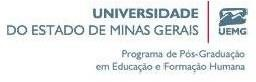 UNIVERSIDADE
DO ESTADO DE MINAS GERAIS
UEMG
Programa de Pós-Graduação
em Educação e Formação Humana